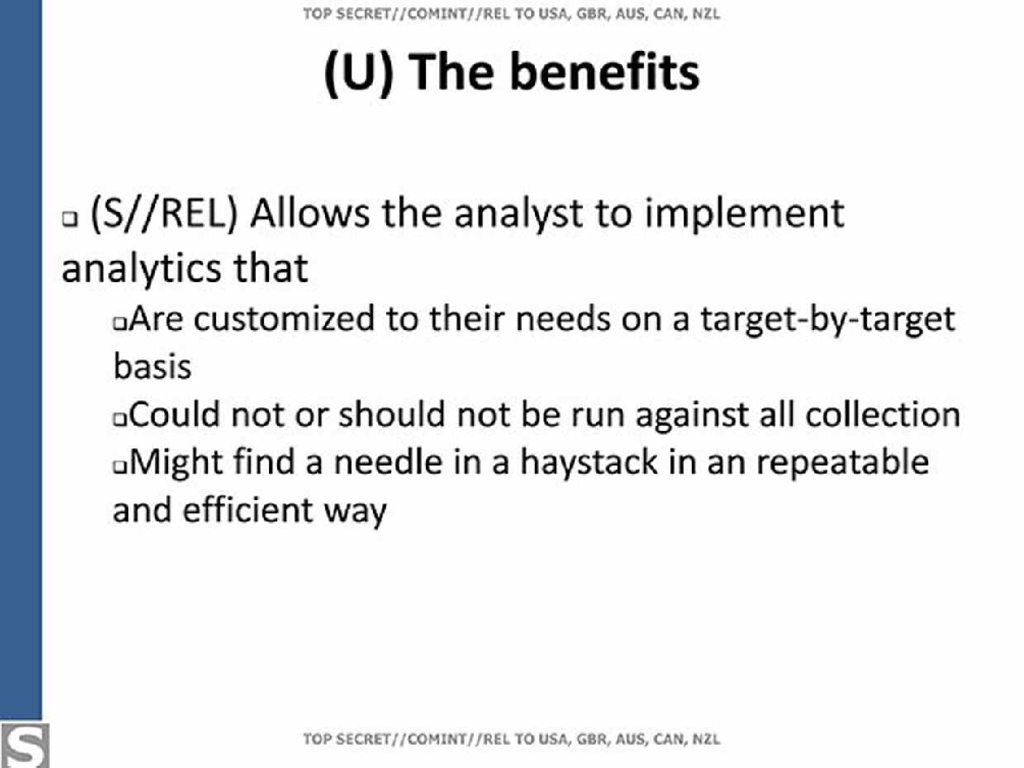 TOP SECRET//COMINT//REL TO USA, GBR, AUS, CAN, NZL
(U) The benefits
❑ (S//REL) Allows the analyst to implement
analytics that
❑Are customized to their needs on a target-by-target
basis
❑Could not or should not be run against all collection
❑Might find a needle in a haystack in an repeatable
and efficient way
S
TOP SECRET//COMINT//REL TO USA, GBR, AUS, CAN, NZL